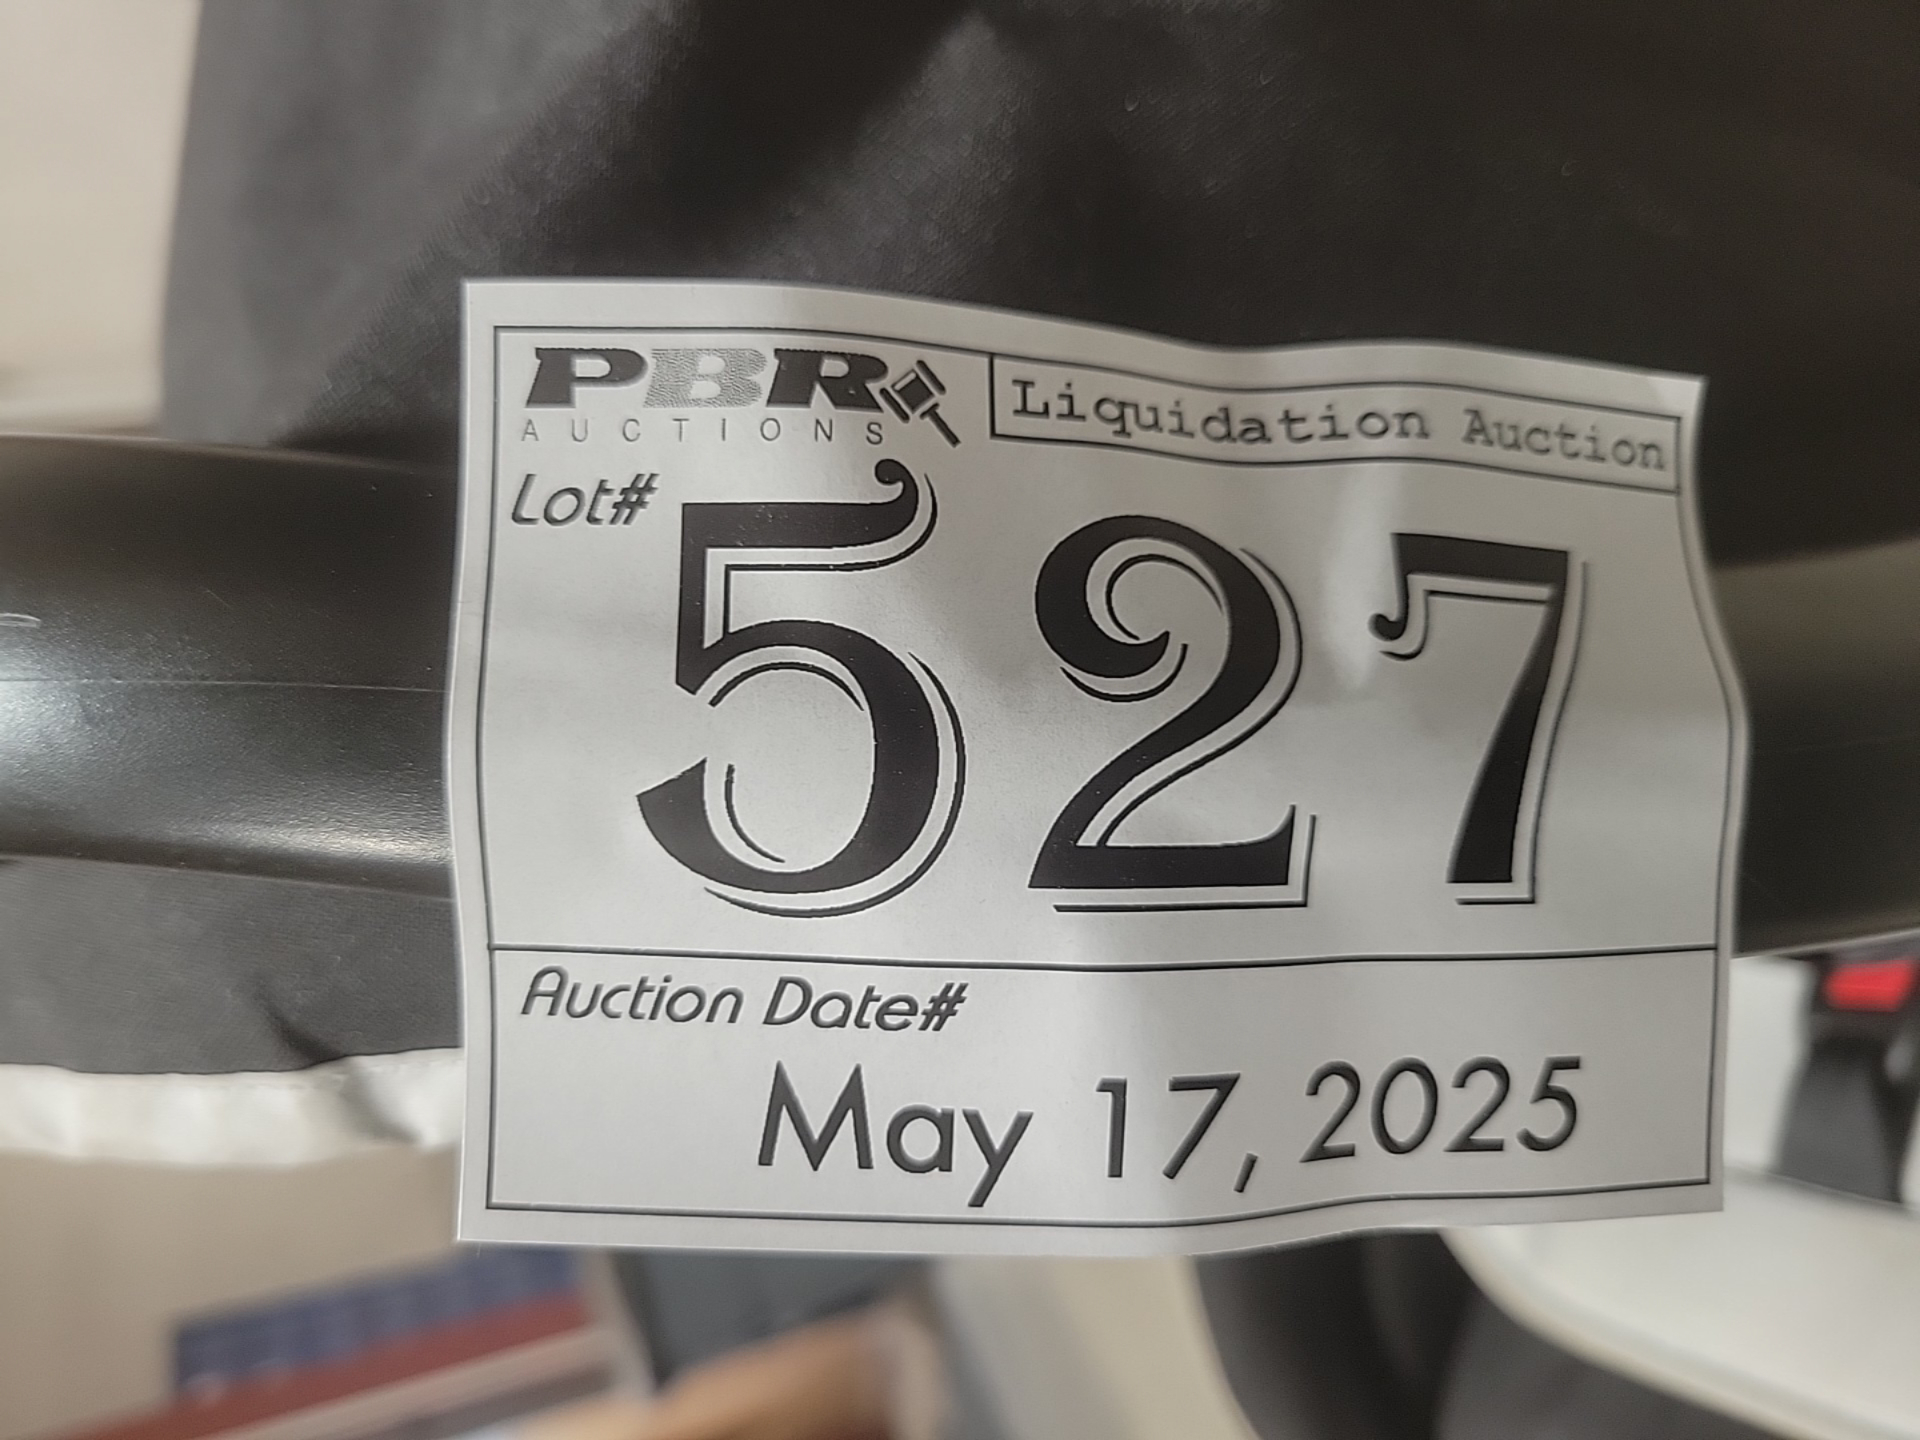 PBR
AUCTIONS
Liquidation Auction
Lot#
527
Auction Date#
May 17, 2025